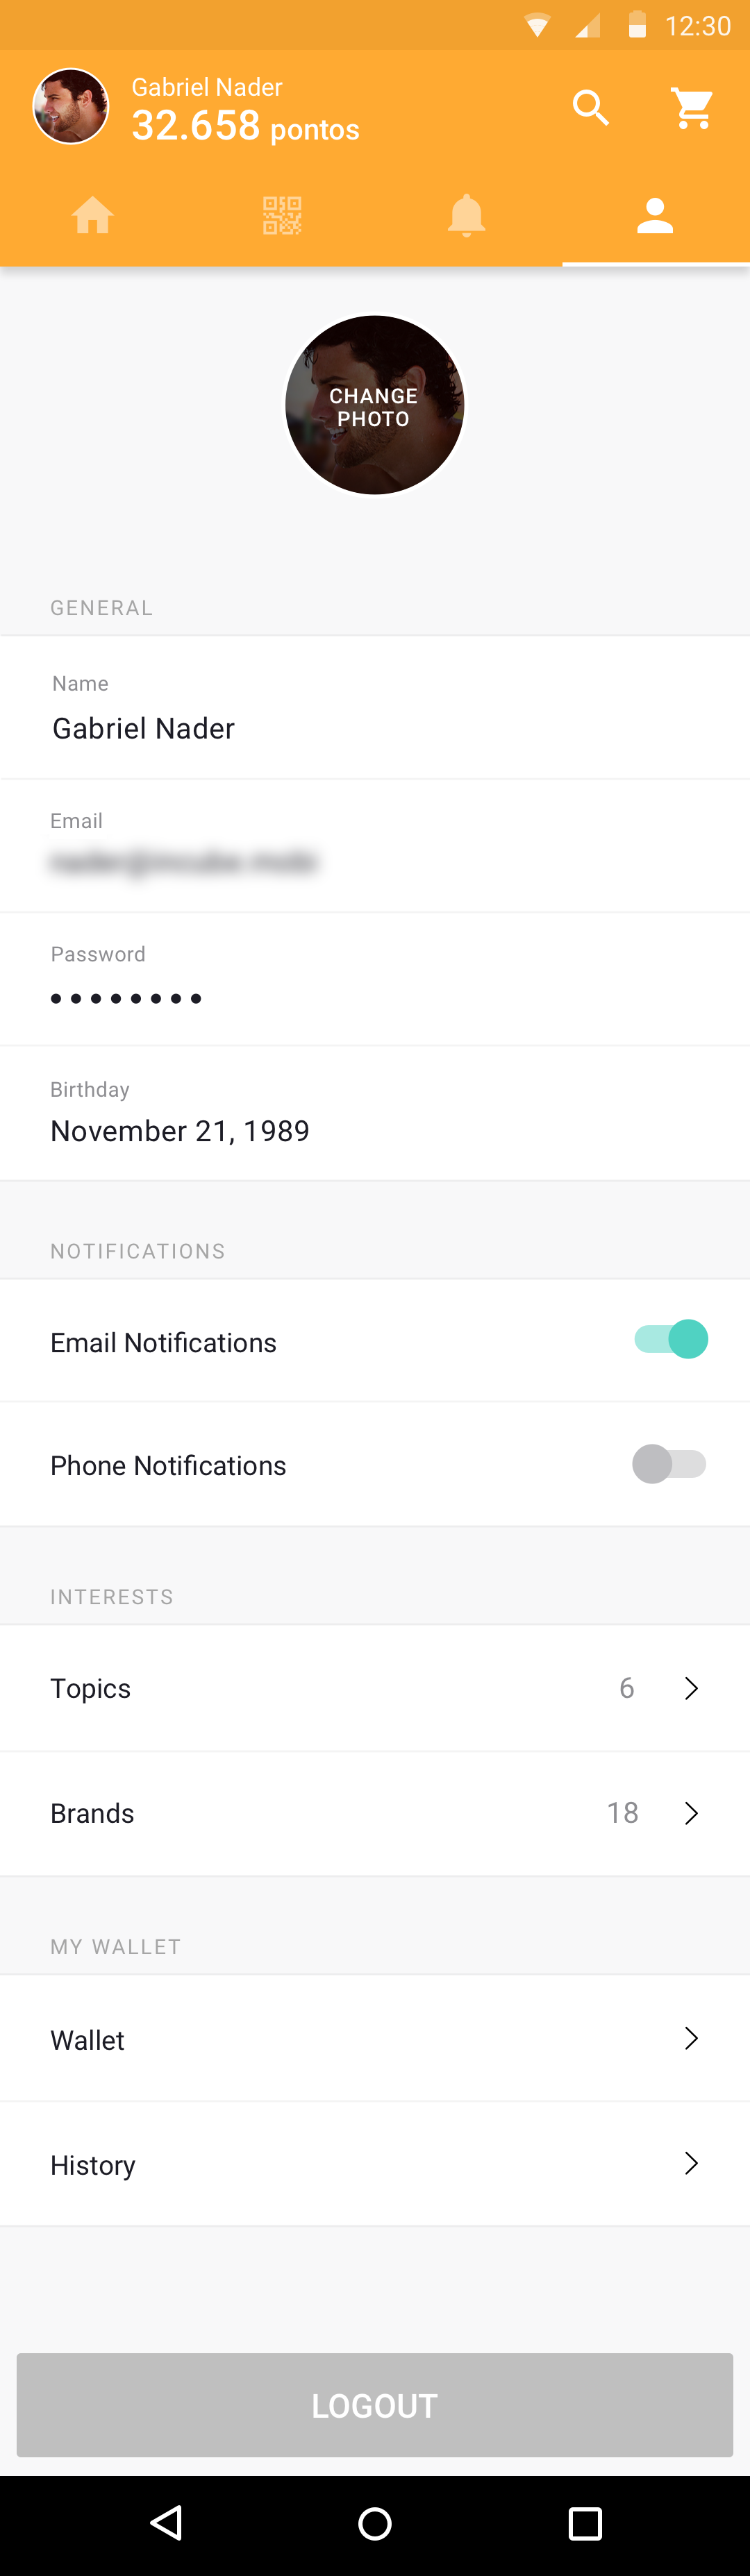 12:30
Gabriel Nader
32.658 pontos
CHANGE
PHOTO
GENERAL
Name
Gabriel Nader
Email
Password
Birthday
November 21, 1989
NOTIFICATIONS
Email Notifications
Phone Notifications
INTERESTS
Topics 6
Brands 18
MY WALLET
Wallet
History
LOGOUT